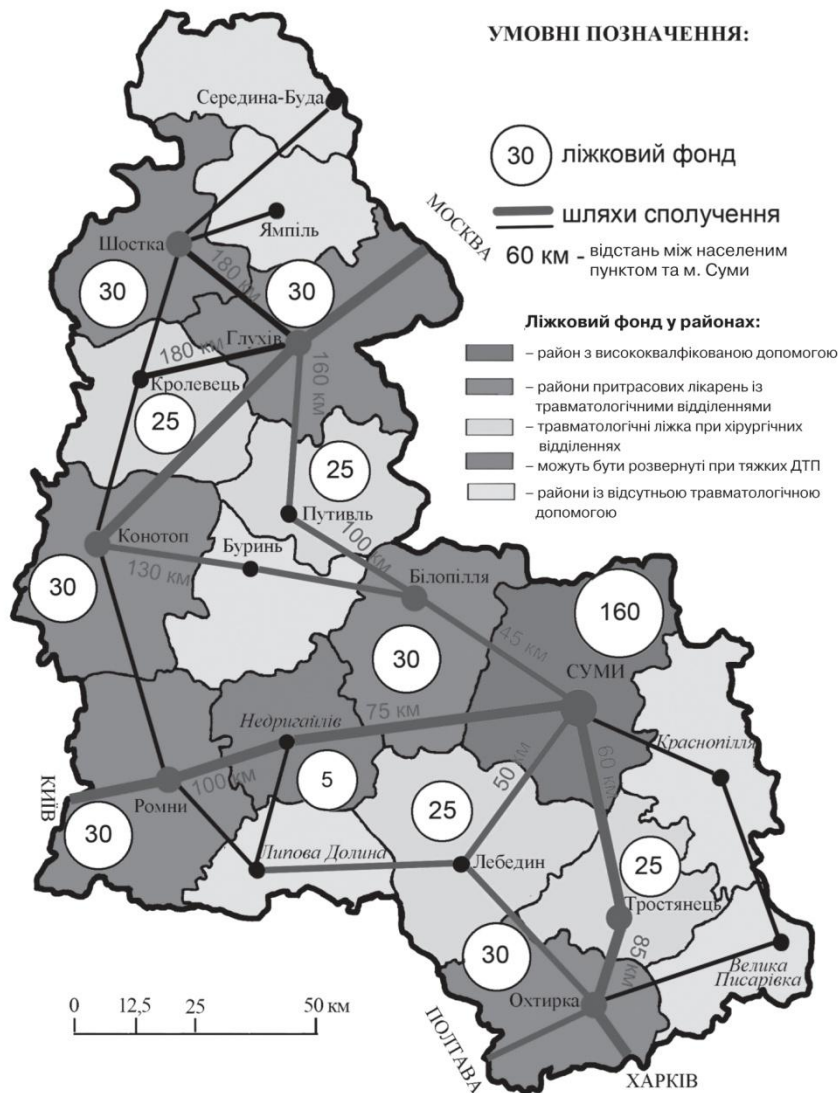 УМОВНІ ПОЗНАЧЕННЯ:
30 ліжковий фонд
шляхи сполучення
60 км - відстань між населеним
пунктом та м. Суми
Ліжковий фонд у районах:
– район з висококвалфікованою допомогою
– райони притрасових лікарень із
травматологічними відділеннями
– травматологічні ліжка при хірургічних
відділеннях
– можуть бути розвернуті при тяжких ДТП
– райони із відсутньою травматологічною
допомогою
Середина-Буда
Ямпіль
МОСКВА
Шостка
180 км
30
30
Глухів
180 км
Кролевець
160 км
25
25
Путивль
Конотоп
Буринь
100 км
130 км
Білопілля
30
160
30
45 км
СУМИ
Недригайлів
75 км
Краснопілля
60 км
50 км
КИЇВ
100 км
Ромни
5
30
25
Липова Долина
Лебедин
25
Тростянець
30
85 км
Велика
Писарівка
Охтирка
0 12,5 25 50 км
ПОЛТАВА
ХАРКІВ